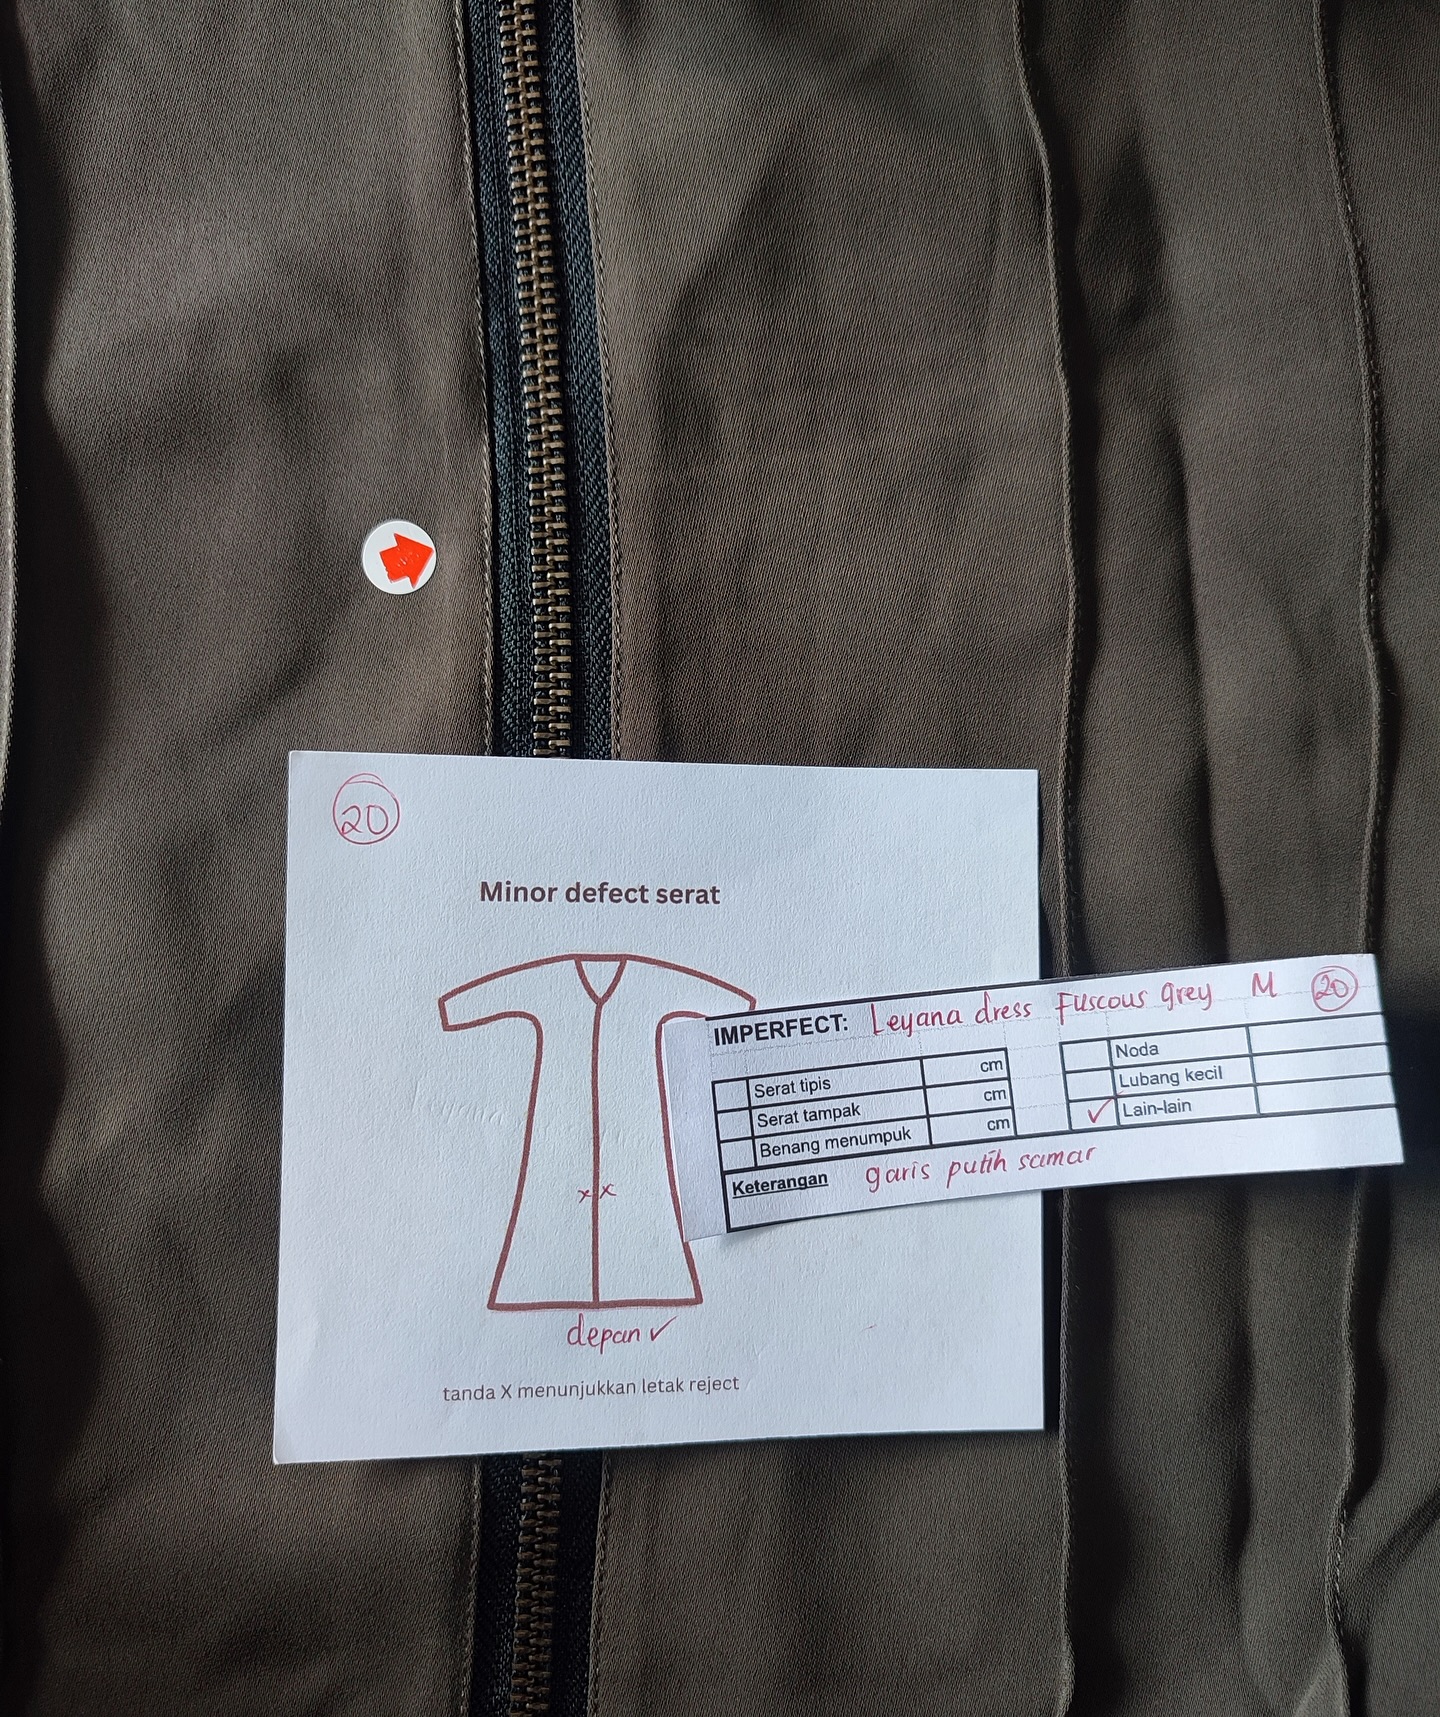 20
Minor defect serat
x x
depan ✓
tanda X menunjukkan letak reject
IMPERFECT: Leyana dress Fuscous grey M 20
Serat tipis cm
Serat tampak cm
Benang menumpuk cm
Noda
Lubang kecil
✓ Lain-lain
Keterangan garis putih samar